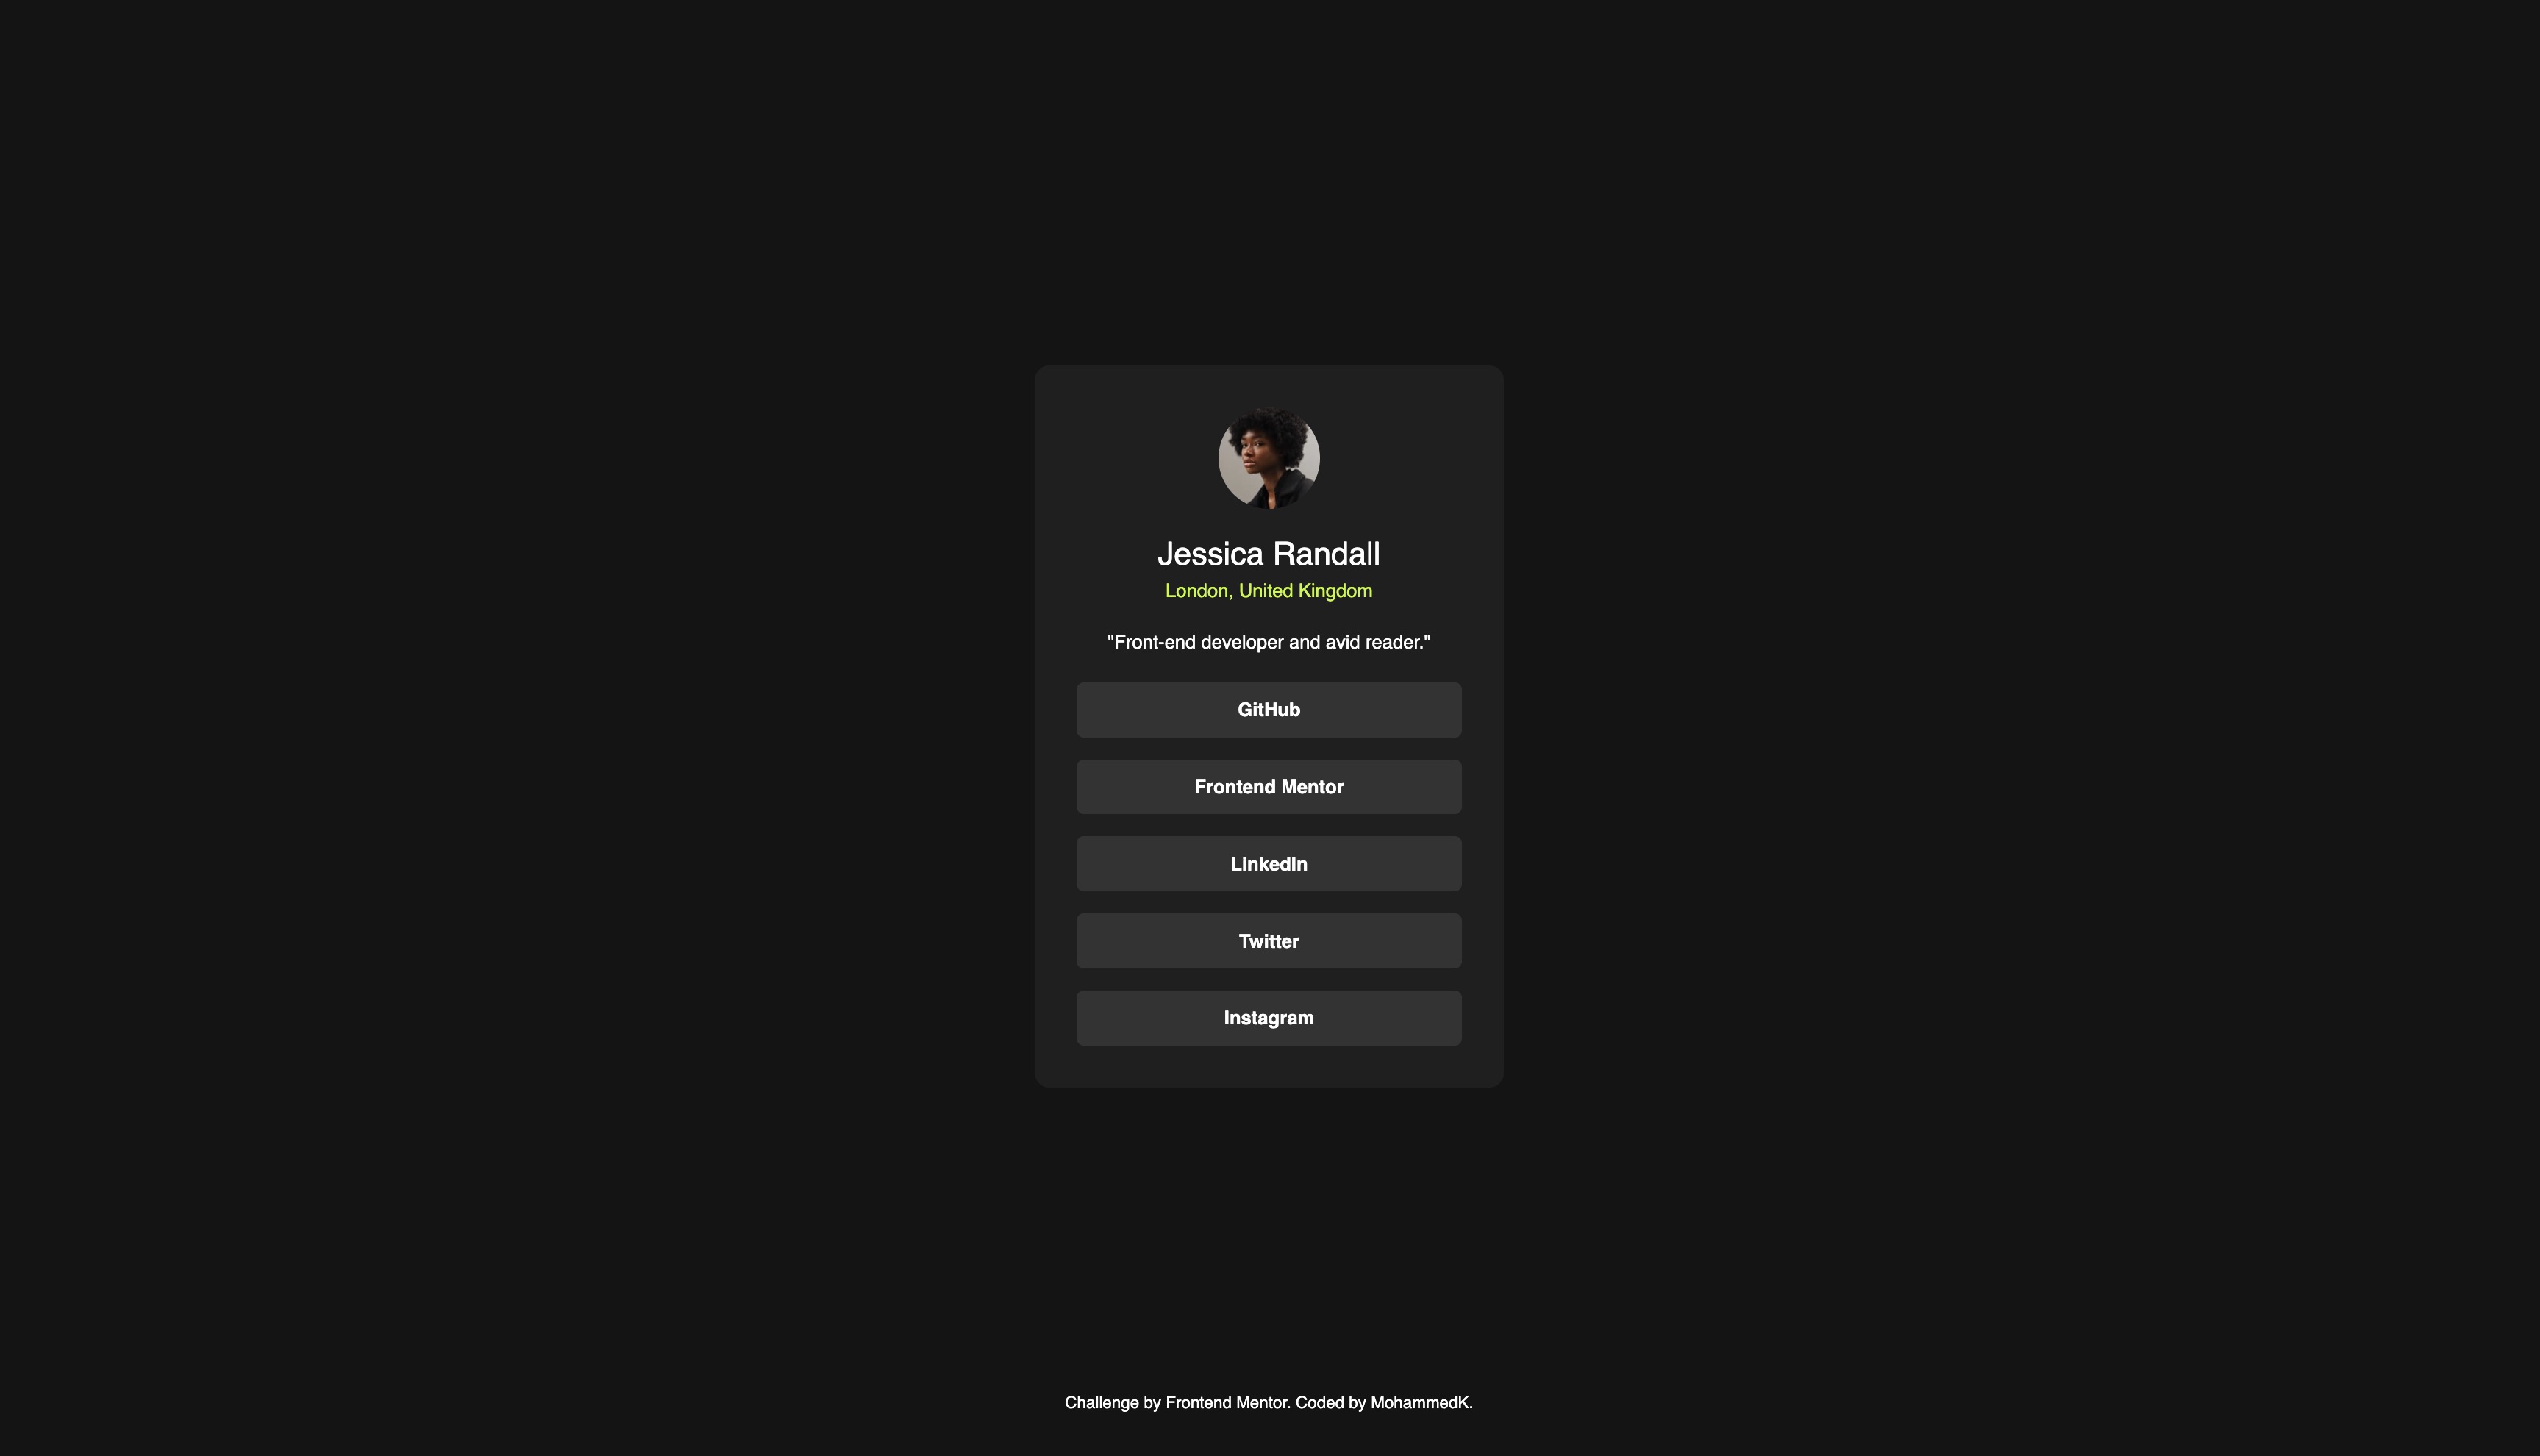 Jessica Randall
London, United Kingdom
"Front-end developer and avid reader."
GitHub
Frontend Mentor
LinkedIn
Twitter
Instagram
Challenge by Frontend Mentor. Coded by MohammedK.